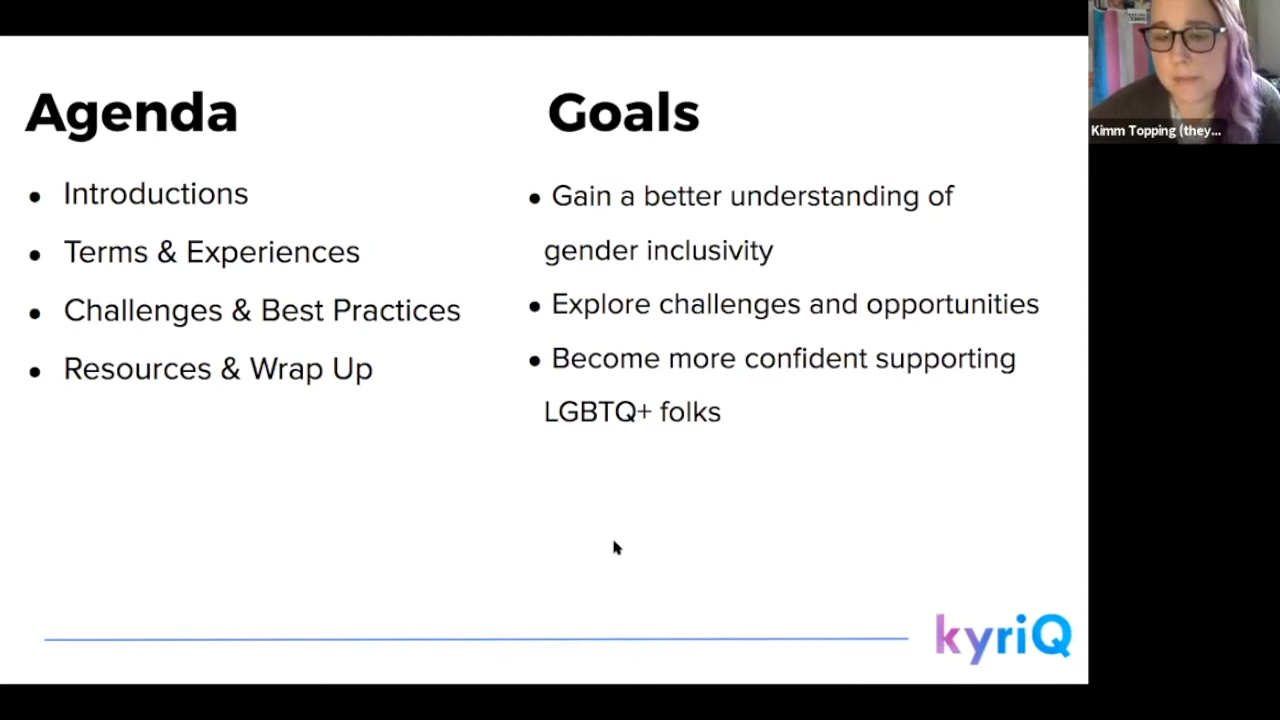 Agenda
• Introductions
• Terms & Experiences
• Challenges & Best Practices
• Resources & Wrap Up
Goals
• Gain a better understanding of
gender inclusivity
• Explore challenges and opportunities
• Become more confident supporting
LGBTQ+ folks
kyriQ
Kimm Topping (they...